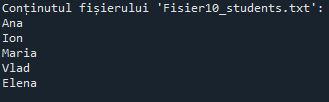 Conținutul fișierului 'Fisier10_students.txt':
Ana
Ion
Maria
Vlad
Elena